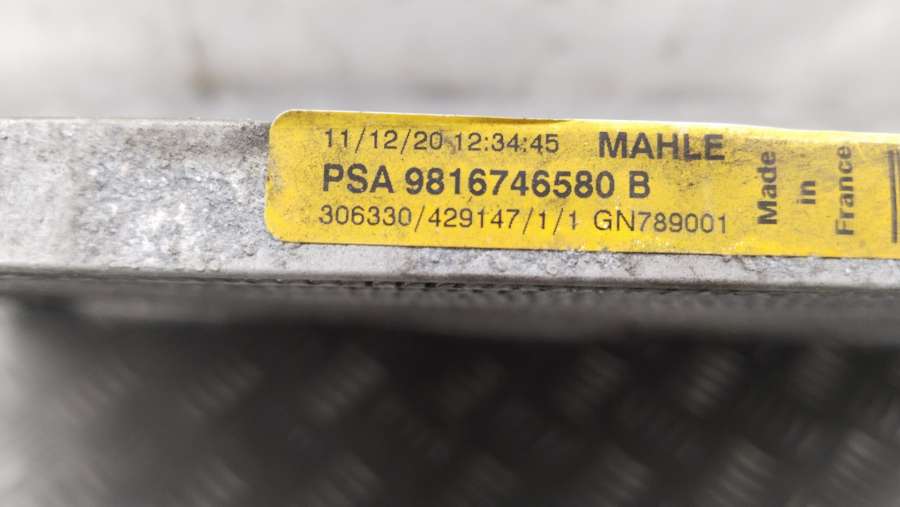 11/12/20 12:34:45 MAHLE
PSA 9816746580 B
306330/429147/1/1 GN789001
Made
in
France